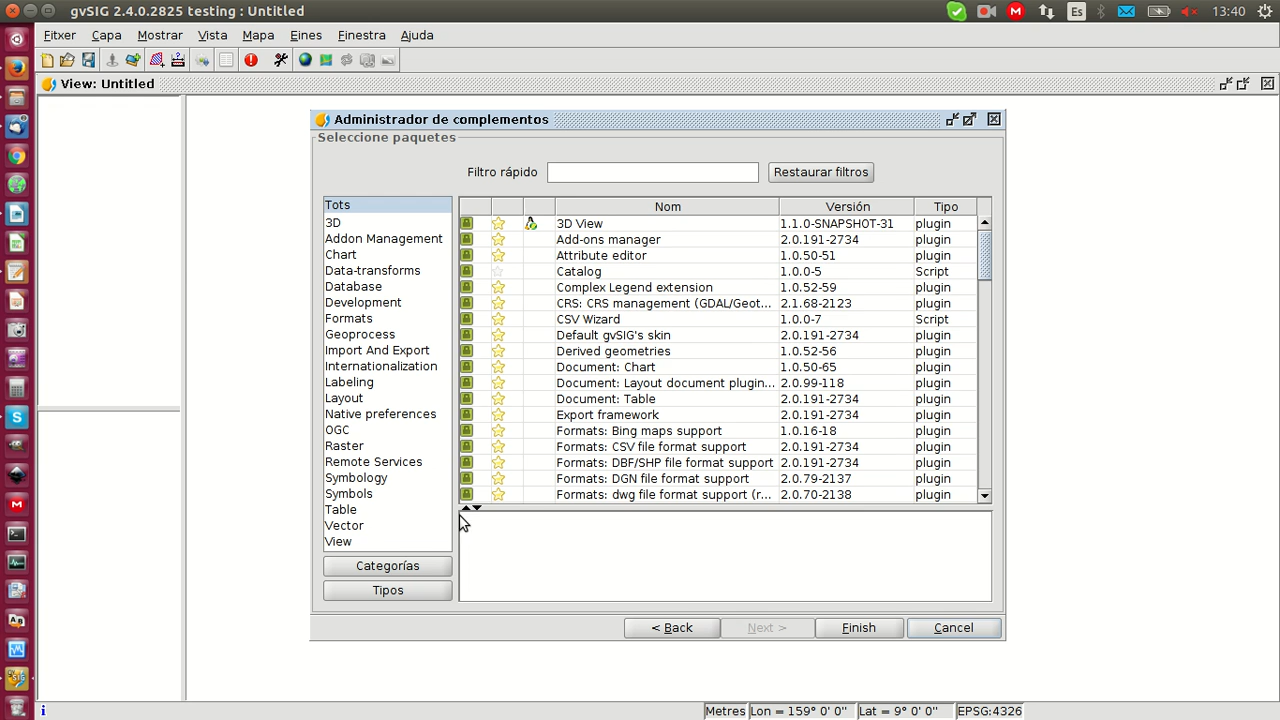 gvSIG 2.4.0.2825 testing : Untitled
Es 13:40
Eitxer Capa Mostrar Vista Mapa Eines Finestra Ajuda
View: Untitled
Administrador de complementos
Seleccione paquetes
Filtro rápido Restaurar filtros
Tots
3D
Addon Management
Chart
Data-transforms
Database
Development
Formats
Geoprocess
Import And Export
Internationalization
Labeling
Layout
Native preferences
OGC
Raster
Remote Services
Symbology
Symbols
Table
Vector
View
Categorías
Tipos
Nom Versión Tipo
3D View 1.1.0-SNAPSHOT-31 plugin
Add-ons manager 2.0.191-2734 plugin
Attribute editor 1.0.50-51 plugin
Catalog 1.0.0-5 Script
Complex Legend extension 1.0.52-59 plugin
CRS: CRS management (GDAL/Geot... 2.1.68-2123 plugin
CSV Wizard 1.0.0-7 Script
Default gvSIG's skin 2.0.191-2734 plugin
Derived geometries 1.0.52-56 plugin
Document: Chart 1.0.50-65 plugin
Document: Layout document plugin... 2.0.99-118 plugin
Document: Table 2.0.191-2734 plugin
Export framework 2.0.191-2734 plugin
Formats: Bing maps support 1.0.16-18 plugin
Formats: CSV file format support 2.0.191-2734 plugin
Formats: DBF/SHP file format support 2.0.191-2734 plugin
Formats: DGN file format support 2.0.79-2137 plugin
Formats: dwg file format support (r... 2.0.70-2138 plugin
< Back Next > Finish Cancel
Metres Lon = 159° 0' 0" Lat = 9° 0' 0" EPSG:4326